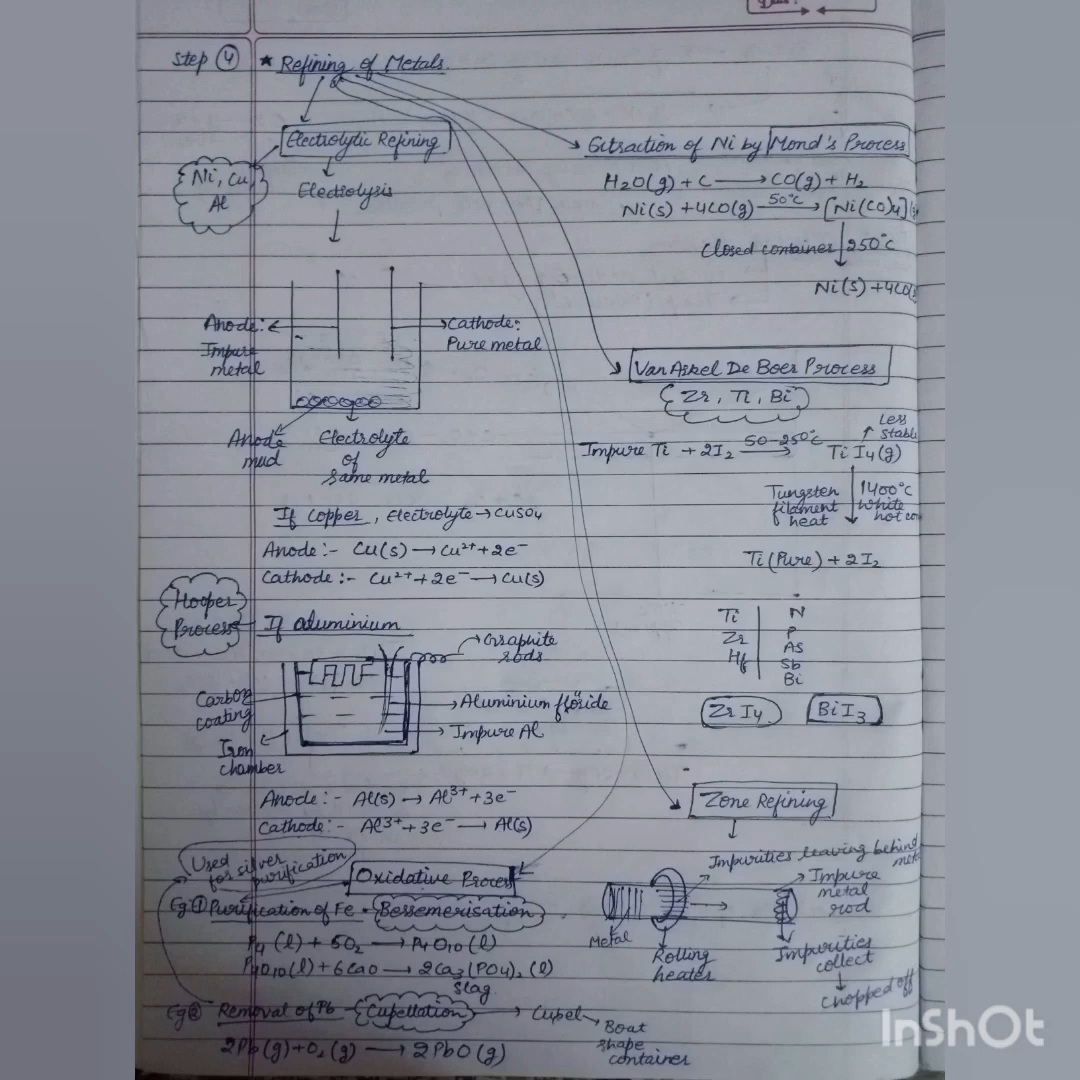 Date:
Step 4 ★ Refining of Metals.
Electrolytic Refining
Ni, Cu,
Al
Electrolysis
Anode:
Impure
metal
Cathode:
Pure metal
Anode
mud
Electrolyte
of
same metal
If copper, Electrolyte → CuSO4
Anode :- Cu(s) → Cu²⁺ + 2e⁻
Cathode :- Cu²⁺ + 2e⁻ → Cu(s)
Hooper
Process
If aluminium
Graphite
rods
Carbon
coating
Aluminium floride
Impure Al
Iron
chamber
Anode :- Al(s) → Al³⁺ + 3e⁻
Cathode :- Al³⁺ + 3e⁻ → Al(s)
Used
for silver
purification
Oxidative Process
Eg ① Purification of Fe - Bessemerisation
P4 (l) + 5O2 → P4O10 (l)
P4O10 (l) + 6CaO → 2Ca3(PO4)2 (l)
Slag
Eg ② Removal of Pb Cupellation → Cupel → Boat
shape
container
2Pb(g) + O2(g) → 2PbO(g)
Extraction of Ni by Mond's Process
H2O(g) + C → CO(g) + H2
Ni(s) + 4CO(g) 50°C → [Ni(CO)4]
Closed container 250°C
Ni(s) + 4CO
Van Arkel De Boer Process
Zr, Ti, Bi
Impure Ti + 2I2 50-250°C → TiI4(g)
Less
stable
Tungsten
filament
heat
1400°C
white
hot
Ti (Pure) + 2I2
Ti N
Zr P
Hf As
Sb
Bi
ZrI4 BiI3
Zone Refining
Impurities leaving behind
Metal
Rolling
heater
Impure
metal
rod
Impurities
collect
chopped off
InShOt